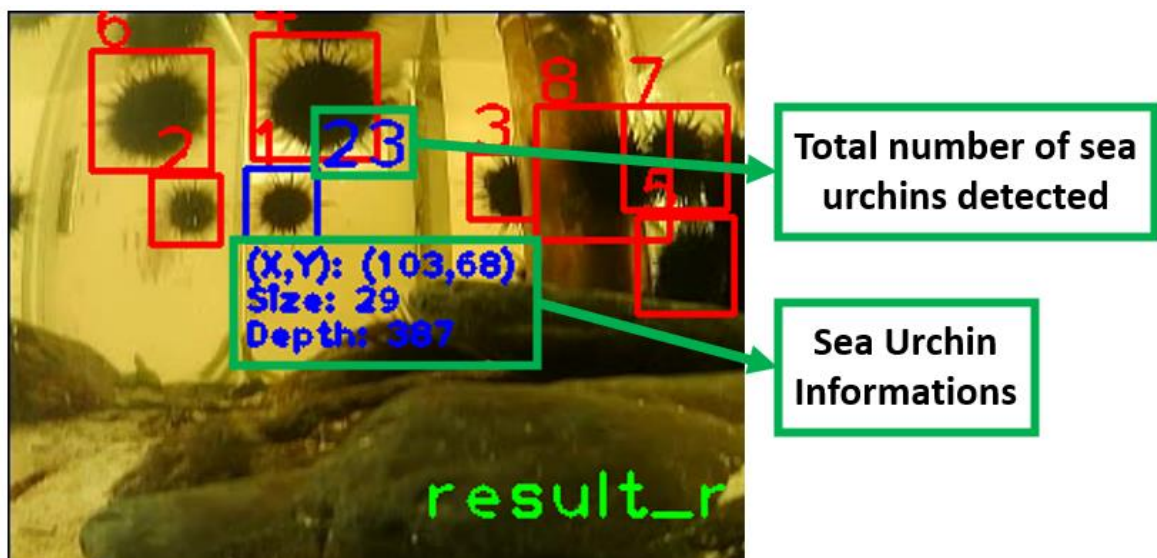 6
4
2
1
23
3
8
7
5
(X,Y): (103,68)
Size: 29
Depth: 387
result_r
Total number of sea
urchins detected
Sea Urchin
Informations